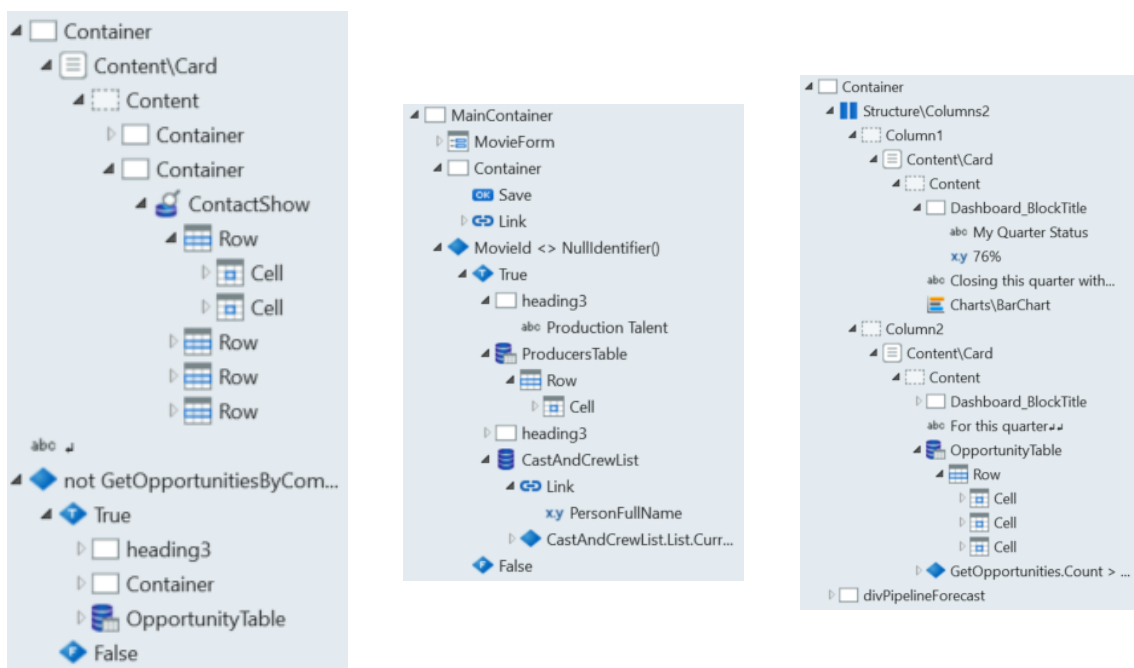 Container
Content\Card
Content
Container
Container
ContactShow
Row
Cell
Cell
Row
Row
Row
abc ↲
not GetOpportunitiesByCom...
T True
heading3
Container
OpportunityTable
F False
MainContainer
MovieForm
Container
OK Save
Link
MovieId <> NullIdentifier()
T True
heading3
abc Production Talent
ProducersTable
Row
Cell
heading3
CastAndCrewList
Link
x.y PersonFullName
CastAndCrewList.List.Curr...
F False
Container
Structure\Columns2
Column1
Content\Card
Content
Dashboard_BlockTitle
abc My Quarter Status
x.y 76%
abc Closing this quarter with...
Charts\BarChart
Column2
Content\Card
Content
Dashboard_BlockTitle
abc For this quarter↲↲
OpportunityTable
Row
Cell
Cell
Cell
GetOpportunities.Count > ...
divPipelineForecast